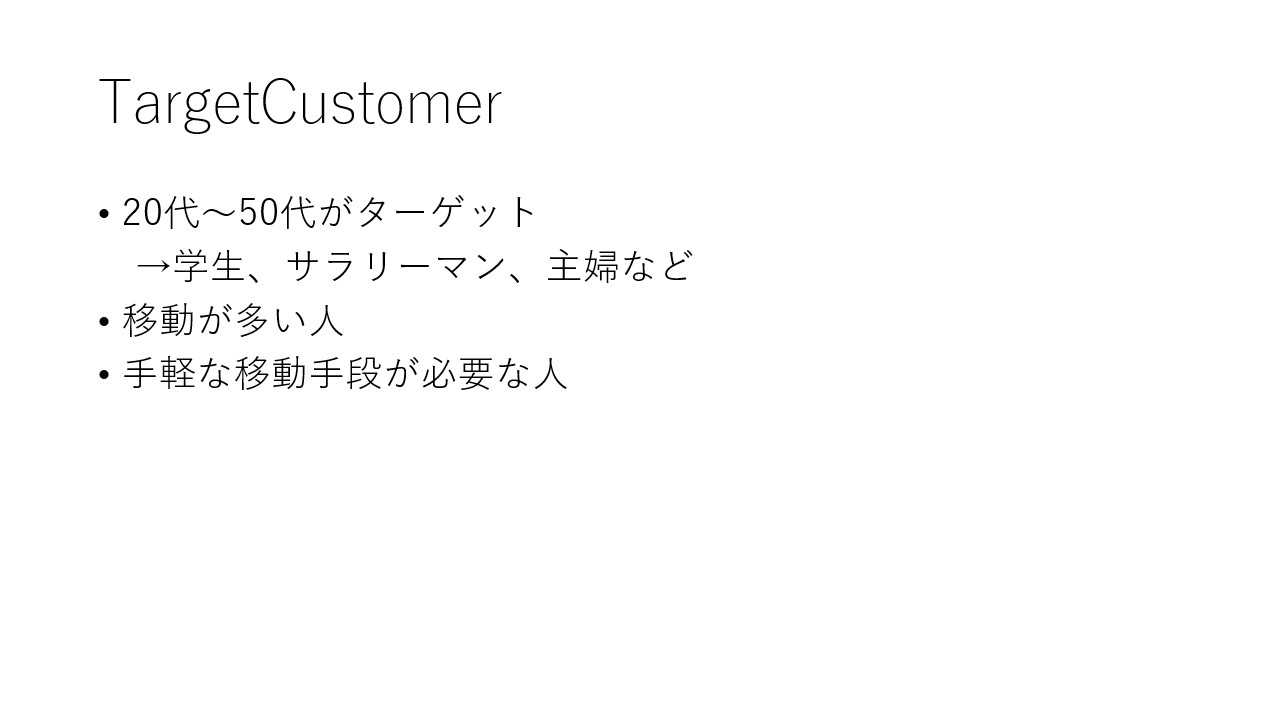 TargetCustomer
• 20代～50代がターゲット
→学生、サラリーマン、主婦など
• 移動が多い人
• 手軽な移動手段が必要な人